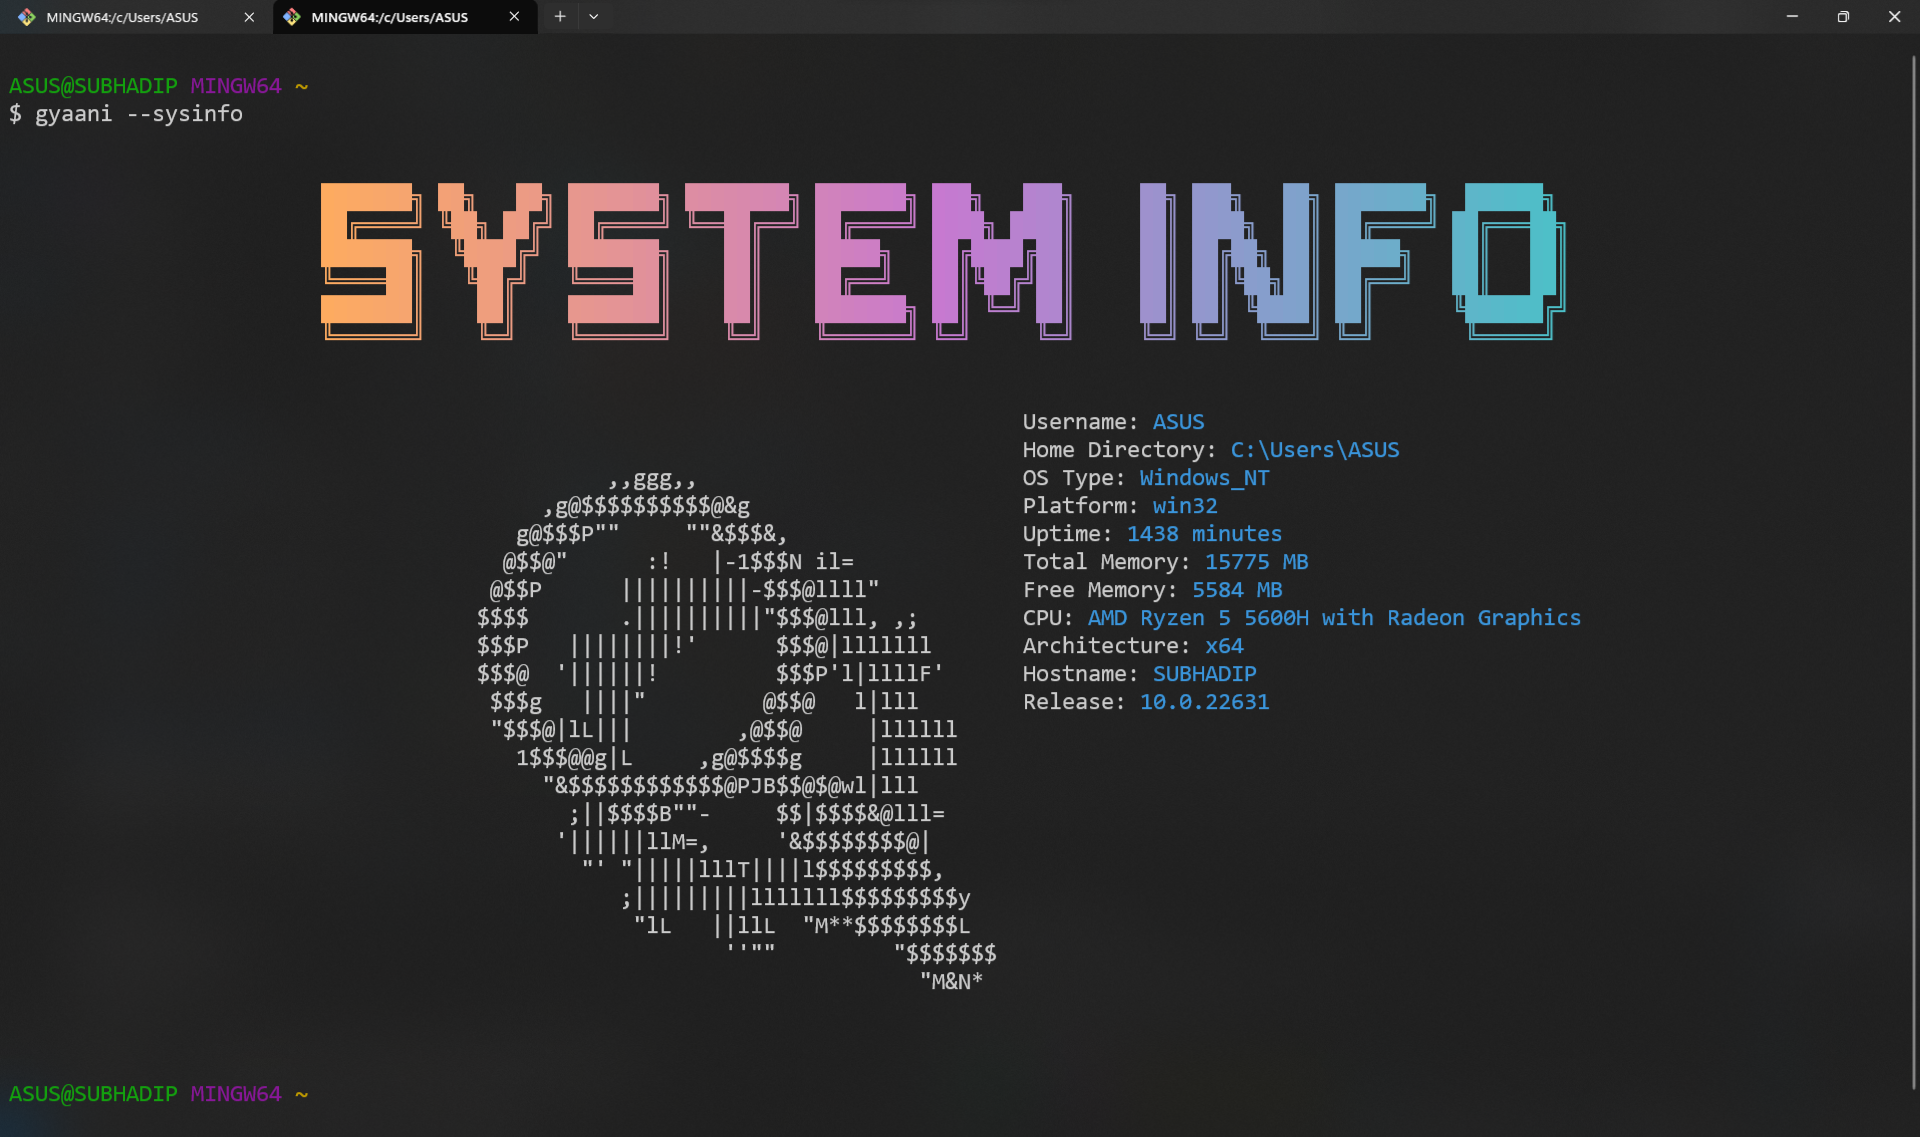 MINGW64:/c/Users/ASUS
MINGW64:/c/Users/ASUS
ASUS@SUBHADIP MINGW64 ~
$ gyaani --sysinfo
SYSTEM INFO
Username: ASUS
Home Directory: C:\Users\ASUS
OS Type: Windows_NT
Platform: win32
Uptime: 1438 minutes
Total Memory: 15775 MB
Free Memory: 5584 MB
CPU: AMD Ryzen 5 5600H with Radeon Graphics
Architecture: x64
Hostname: SUBHADIP
Release: 10.0.22631
,,ggg,,
,g@$$$$$$$$$$@&g
g@$$$P""     ""&$$$&,
@$$@"      :!   |-1$$$N il=
@$$P      ||||||||||-$$$@llll"
$$$$       .||||||||||"$$$@lll, ,;
$$$P   ||||||||!'      $$$@|lllllll
$$$@  '||||||!         $$$P'l|llllF'
$$$g   ||||"         @$$@   l|lll
"$$$@|lL|||        ,@$$@     |llllll
1$$$@@g|L     ,g@$$$$g     |llllll
"&$$$$$$$$$$$$@PJB$$@$@wl|lll
;||$$$$B""-     $$|$$$$&@lll=
'||||||llM=,     '&$$$$$$$$@|
"' "|||||lllT||||l$$$$$$$$$,
;|||||||||lllllll$$$$$$$$$y
"lL   ||llL  "M**$$$$$$$$L
''""         "$$$$$$$
"M&N*
ASUS@SUBHADIP MINGW64 ~